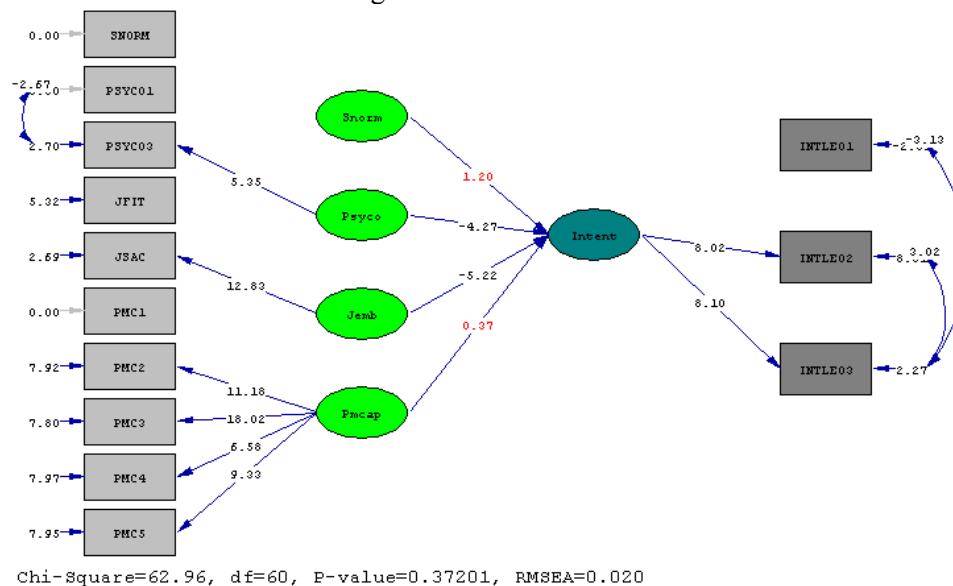 0.00
SNORM
-2.67
PSYCO1
Snorm
2.70
PSYCO3
INTLE01
-3.13
1.20
5.35
5.32
JFIT
Psyco
-4.27
Intent
8.02
2.69
JSAC
INTLE02
3.02
12.83
-5.22
8.10
0.00
PMC1
Jemb
0.37
7.92
PMC2
INTLE03
2.27
11.18
7.80
PMC3
18.02
Pmcap
6.58
7.97
PMC4
9.33
7.95
PMC5
Chi-Square=62.96, df=60, P-value=0.37201, RMSEA=0.020